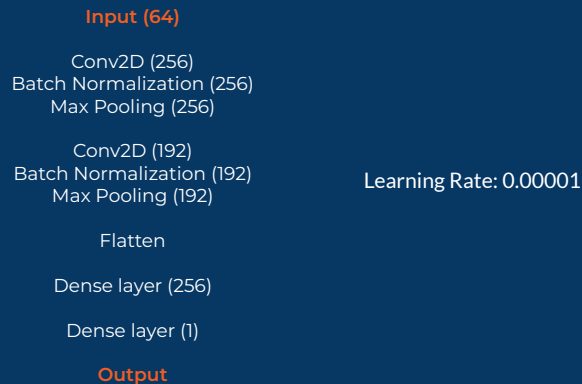 Input (64)
Conv2D (256)
Batch Normalization (256)
Max Pooling (256)
Conv2D (192)
Batch Normalization (192)
Max Pooling (192)
Flatten
Dense layer (256)
Dense layer (1)
Output
Learning Rate: 0.00001